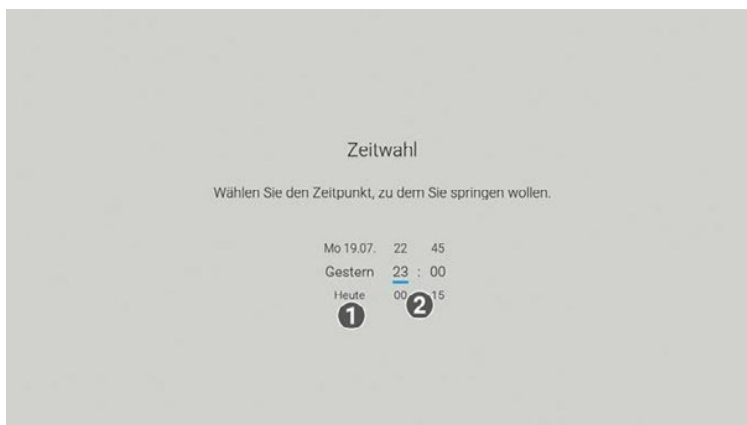 Zeitwahl
Wählen Sie den Zeitpunkt, zu dem Sie springen wollen.
Mo 19.07. 22 45
Gestern 23 : 00
Heute 00 15
1 2